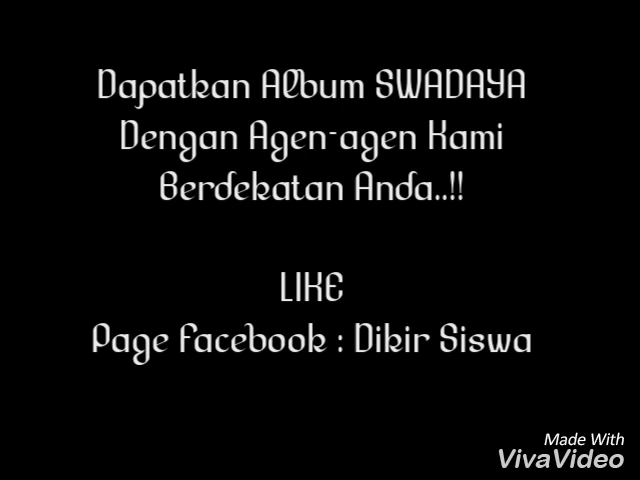 Dapatkan Album SWADAYA
Dengan Agen-agen Kami
Berdekatan Anda..!!
LIKE
Page Facebook : Dikir Siswa
Made With
VivaVideo